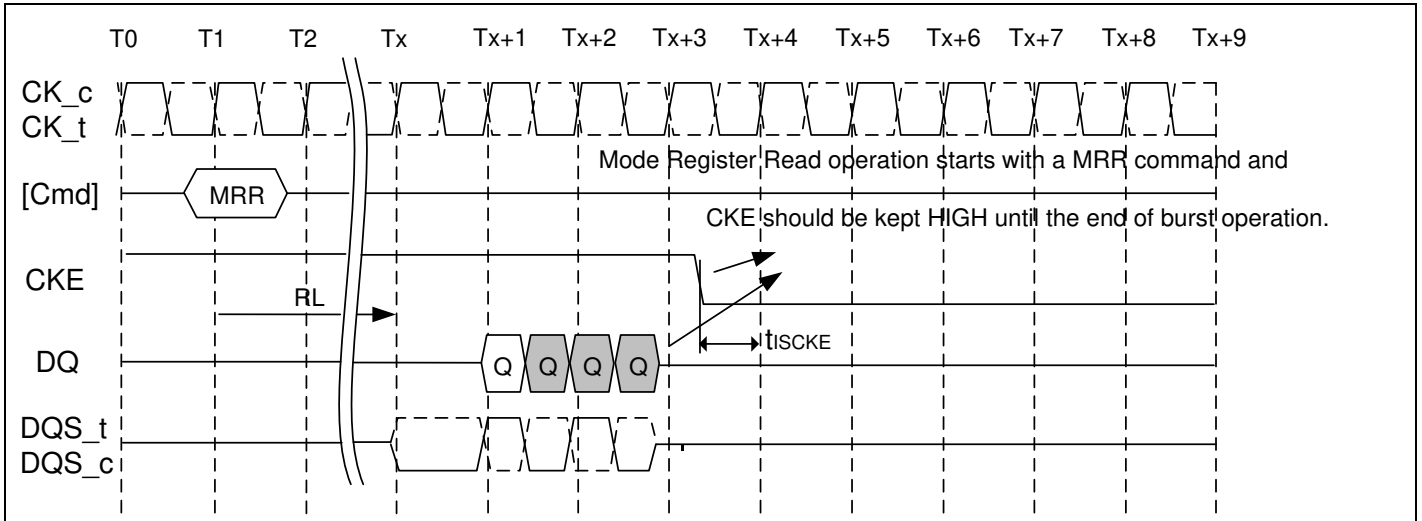 T0 T1 T2 Tx Tx+1 Tx+2 Tx+3 Tx+4 Tx+5 Tx+6 Tx+7 Tx+8 Tx+9
CK_c
CK_t
Mode Register Read operation starts with a MRR command and
[Cmd] MRR
CKE should be kept HIGH until the end of burst operation.
CKE
RL
tISCKE
DQ Q Q Q Q
DQS_t
DQS_c